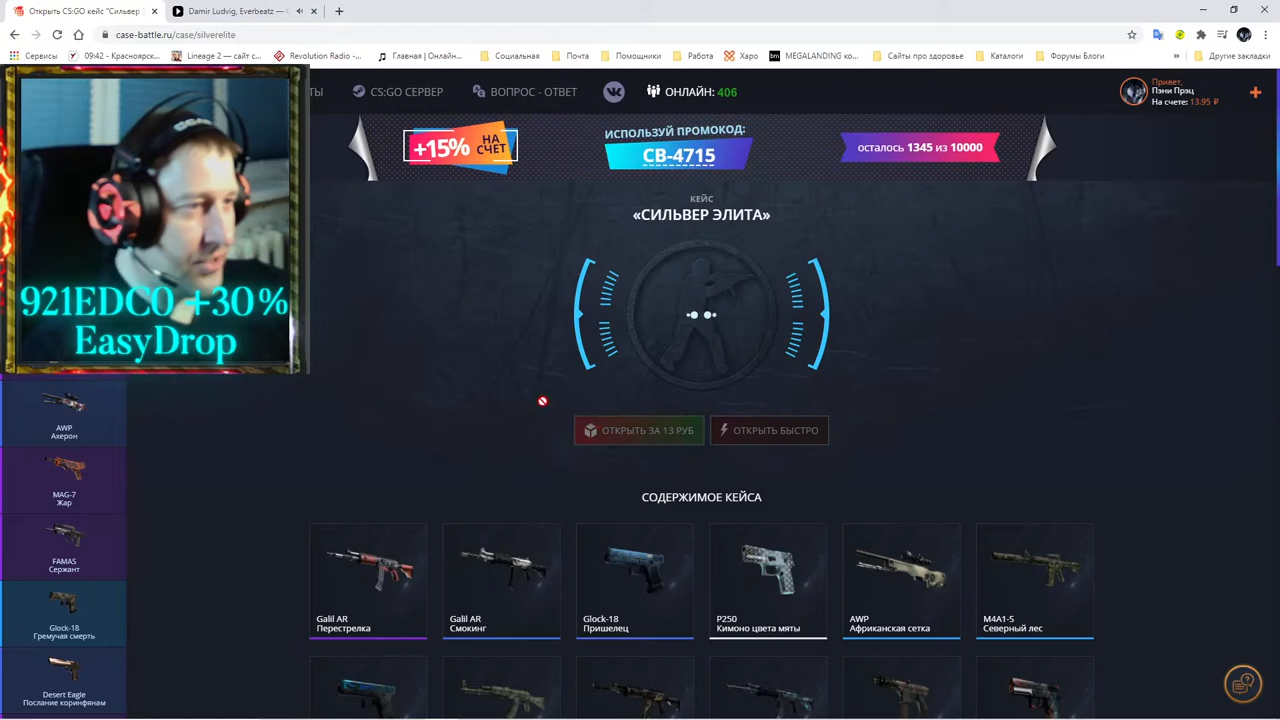 Открыть CS:GO кейс "Сильвер Э
Damir Ludvig, Everbeatz —
case-battle.ru/case/silverelite
Сервисы
09:42 - Красноярск...
Lineage 2 — сайт с...
Revolution Radio –...
Главная | Онлайн...
Социальная
Почта
Помощники
Работа
Харо
MEGALANDING ко...
Сайты про здоровье
Каталоги
Форумы Блоги
Другие закладки
ТЫ
CS:GO СЕРВЕР
ВОПРОС - ОТВЕТ
ОНЛАЙН: 406
Привет,
Пэни Прэц
На счете: 13.95 ₽
+15% НА
СЧЕТ
ИСПОЛЬЗУЙ ПРОМОКОД:
CB-4715
осталось 1345 из 10000
КЕЙС
«СИЛЬВЕР ЭЛИТА»
921EDC0 +30%
EasyDrop
ОТКРЫТЬ ЗА 13 РУБ
ОТКРЫТЬ БЫСТРО
СОДЕРЖИМОЕ КЕЙСА
AWP
Ахерон
MAG-7
Жар
FAMAS
Сержант
Glock-18
Гремучая смерть
Desert Eagle
Послание коринфянам
Galil AR
Перестрелка
Galil AR
Смокинг
Glock-18
Пришелец
P250
Кимоно цвета мяты
AWP
Африканская сетка
M4A1-S
Северный лес